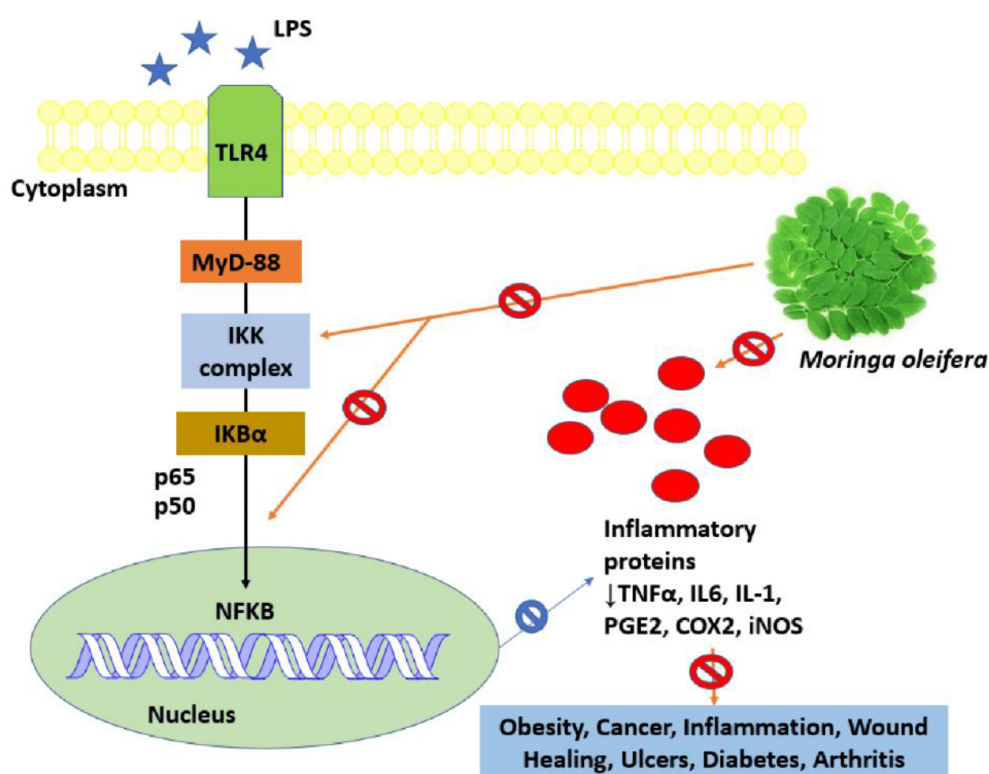 LPS
TLR4
Cytoplasm
MyD-88
IKK
complex
IKBα
p65
p50
NFKB
Nucleus
Moringa oleifera
Inflammatory
proteins
↓TNFα, IL6, IL-1,
PGE2, COX2, iNOS
Obesity, Cancer, Inflammation, Wound
Healing, Ulcers, Diabetes, Arthritis